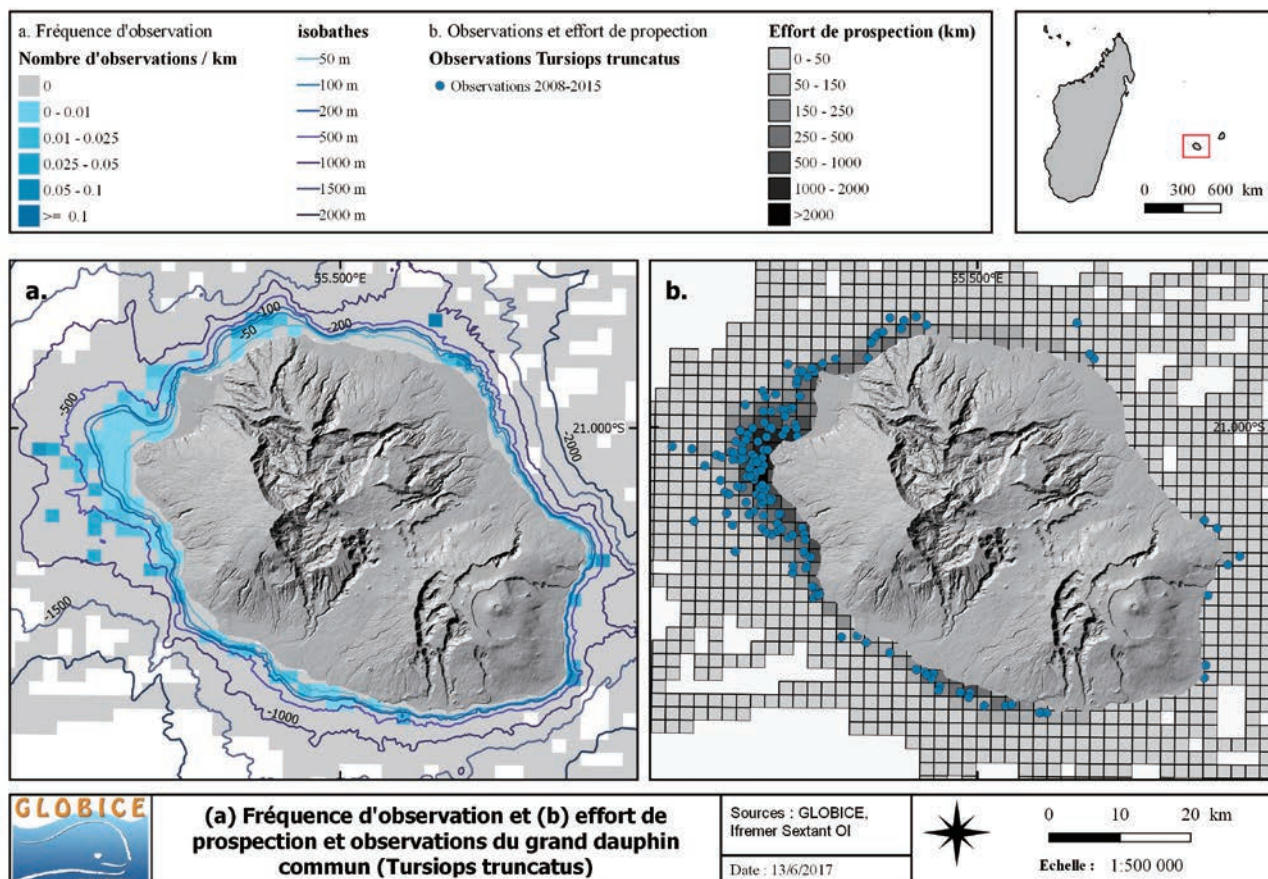 a. Fréquence d'observation
Nombre d'observations / km
0
0 - 0.01
0.01 - 0.025
0.025 - 0.05
0.05 - 0.1
>= 0.1
isobathes
50 m
100 m
200 m
500 m
1000 m
1500 m
2000 m
b. Observations et effort de propection
Observations Tursiops truncatus
Observations 2008-2015
Effort de prospection (km)
0 - 50
50 - 150
150 - 250
250 - 500
500 - 1000
1000 - 2000
>2000
0 300 600 km
a.
55.500°E
-100
-50
-200
-500
21.000°S
-2000
-1500
-1000
b.
55.500°E
21.000°S
GLOBICE
(a) Fréquence d'observation et (b) effort de
prospection et observations du grand dauphin
commun (Tursiops truncatus)
Sources : GLOBICE,
Ifremer Sextant OI
Date : 13/6/2017
0 10 20 km
Echelle : 1:500 000